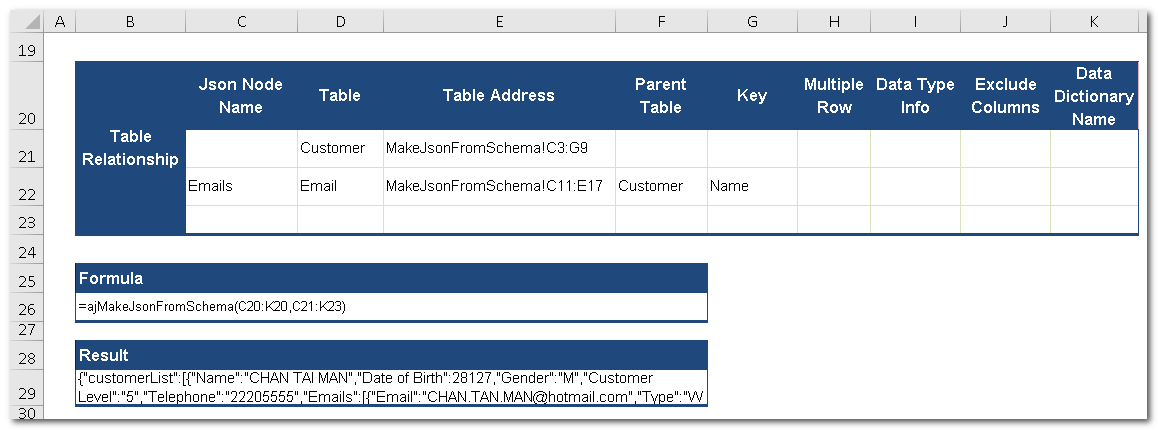 A B C D E F G H I J K
19
20 Json Node Name Table Table Address Parent Table Key Multiple Row Data Type Info Exclude Columns Data Dictionary Name
Table Relationship
21 Customer MakeJsonFromSchema!C3:G9
22 Emails Email MakeJsonFromSchema!C11:E17 Customer Name
23
24
25 Formula
26 =ajMakeJsonFromSchema(C20:K20,C21:K23)
27
28 Result
{"customerList":[{"Name":"CHAN TAI MAN","Date of Birth":28127,"Gender":"M","Customer
29 Level":"5","Telephone":"22205555","Emails":[{"Email":"CHAN.TAN.MAN@hotmail.com","Type":"W
30